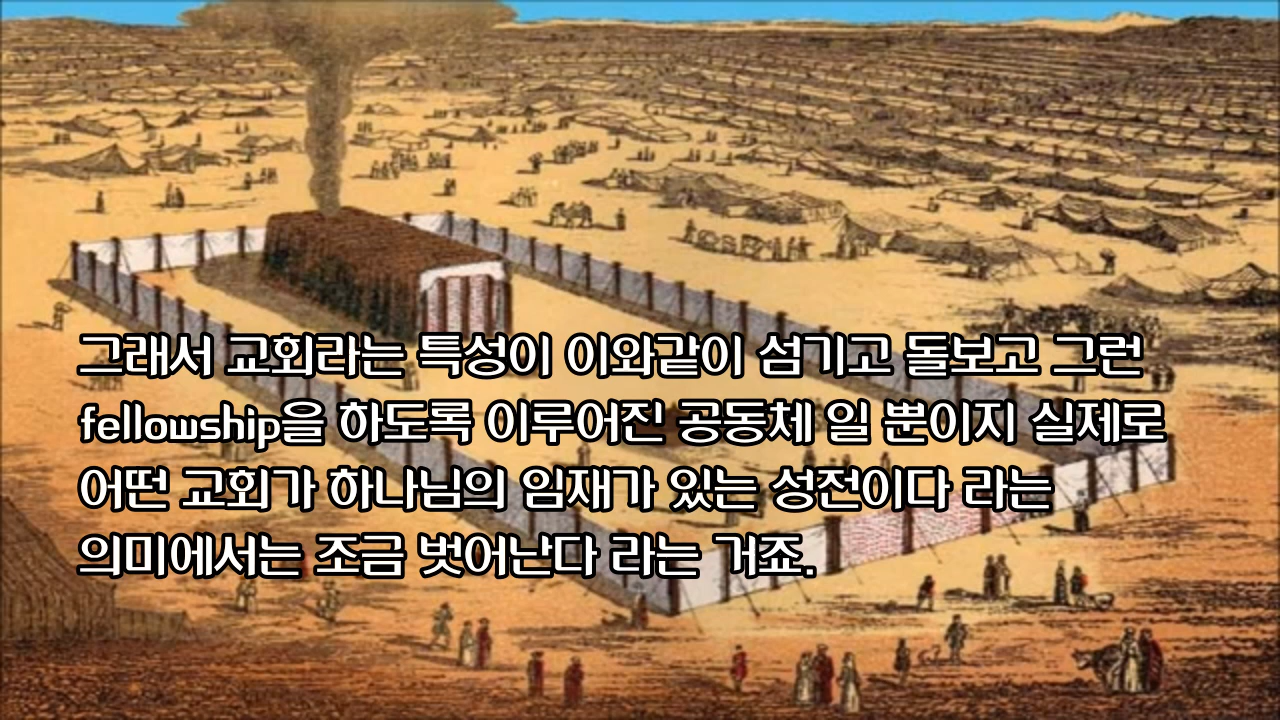 그래서 교회라는 특성이 이와같이 섬기고 돌보고 그런
fellowship을 하도록 이루어진 공동체 일 뿐이지 실제로
어떤 교회가 하나님의 임재가 있는 성전이다 라는
의미에서는 조금 벗어난다 라는 거죠.